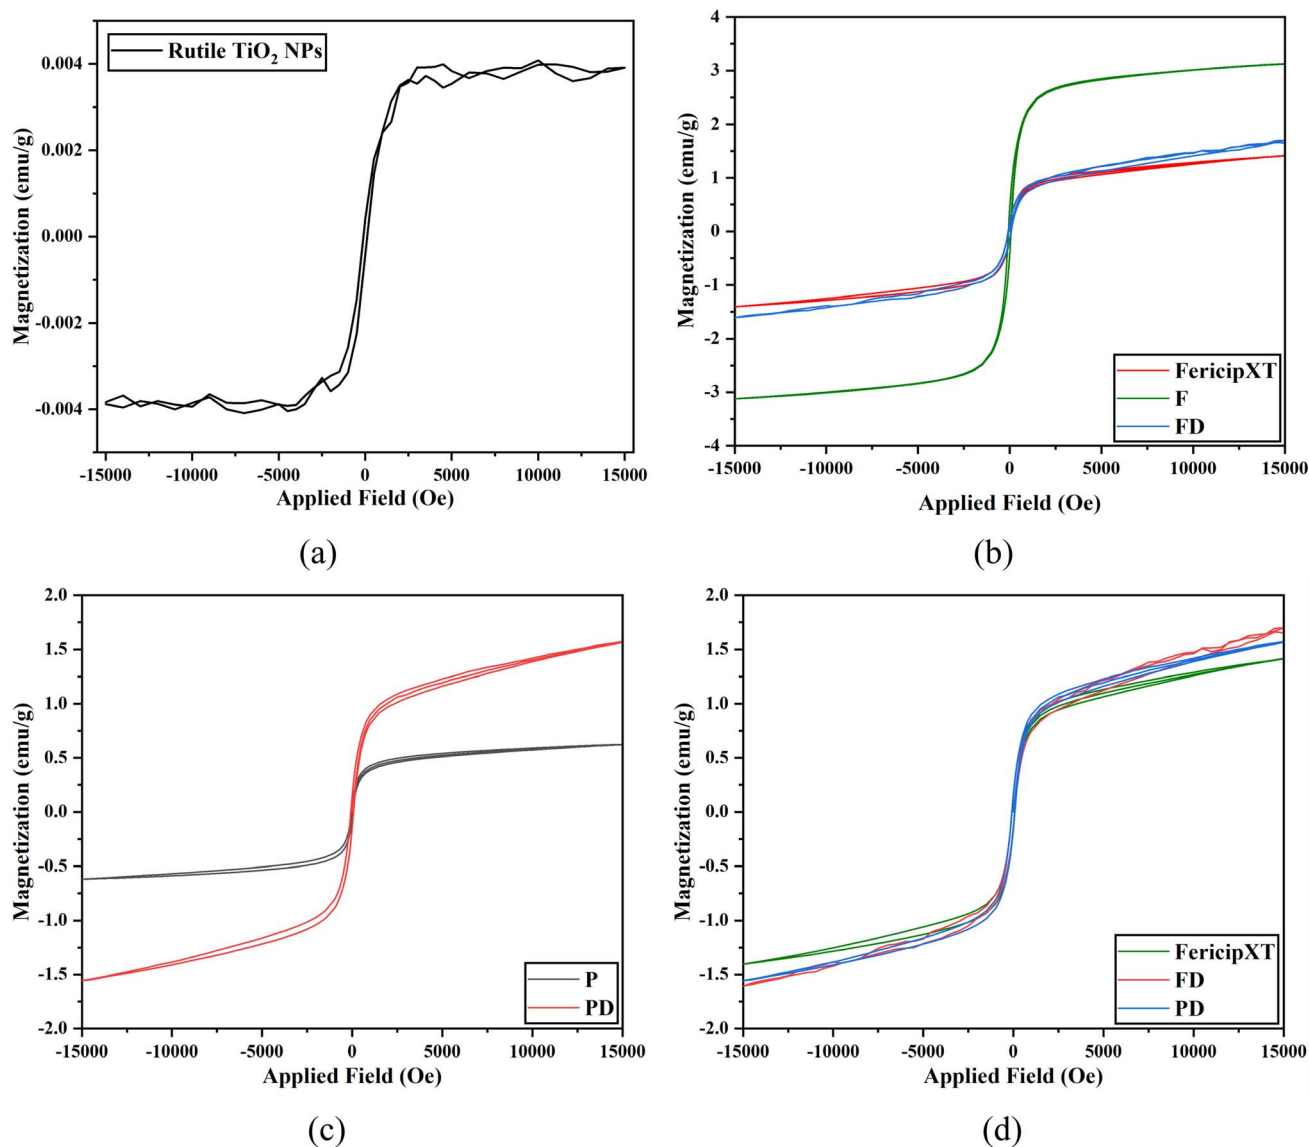 Rutile TiO₂ NPs
0.004
0.002
0.000
-0.002
-0.004
Magnetization (emu/g)
-15000 -10000 -5000 0 5000 10000 15000
Applied Field (Oe)
(a)
4
3
2
1
0
-1
-2
-3
-4
Magnetization (emu/g)
FericipXT
F
FD
-15000 -10000 -5000 0 5000 10000 15000
Applied Field (Oe)
(b)
2.0
1.5
1.0
0.5
0.0
-0.5
-1.0
-1.5
-2.0
Magnetization (emu/g)
P
PD
-15000 -10000 -5000 0 5000 10000 15000
Applied Field (Oe)
(c)
2.0
1.5
1.0
0.5
0.0
-0.5
-1.0
-1.5
-2.0
Magnetization (emu/g)
FericipXT
FD
PD
-15000 -10000 -5000 0 5000 10000 15000
Applied Field (Oe)
(d)